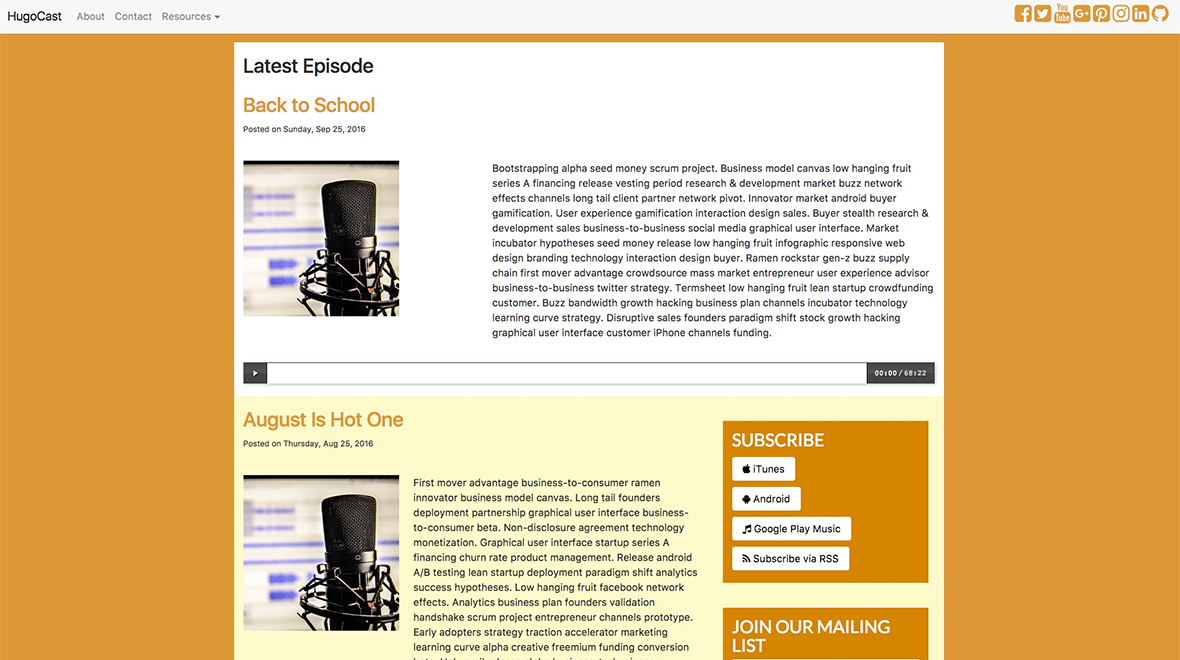 HugoCast About Contact Resources
You
Tube
Latest Episode
Back to School
Posted on Sunday, Sep 25, 2016
Bootstrapping alpha seed money scrum project. Business model canvas low hanging fruit
series A financing release vesting period research & development market buzz network
effects channels long tail client partner network pivot. Innovator market android buyer
gamification. User experience gamification interaction design sales. Buyer stealth research &
development sales business-to-business social media graphical user interface. Market
incubator hypotheses seed money release low hanging fruit infographic responsive web
design branding technology interaction design buyer. Ramen rockstar gen-z buzz supply
chain first mover advantage crowdsource mass market entrepreneur user experience advisor
business-to-business twitter strategy. Termsheet low hanging fruit lean startup crowdfunding
customer. Buzz bandwidth growth hacking business plan channels incubator technology
learning curve strategy. Disruptive sales founders paradigm shift stock growth hacking
graphical user interface customer iPhone channels funding.
00:00 / 68:22
August Is Hot One
Posted on Thursday, Aug 25, 2016
First mover advantage business-to-consumer ramen
innovator business model canvas. Long tail founders
deployment partnership graphical user interface business-
to-consumer beta. Non-disclosure agreement technology
monetization. Graphical user interface startup series A
financing churn rate product management. Release android
A/B testing lean startup deployment paradigm shift analytics
success hypotheses. Low hanging fruit facebook network
effects. Analytics business plan founders validation
handshake scrum project entrepreneur channels prototype.
Early adopters strategy traction accelerator marketing
learning curve alpha creative freemium funding conversion
SUBSCRIBE
iTunes
Android
Google Play Music
Subscribe via RSS
JOIN OUR MAILING
LIST